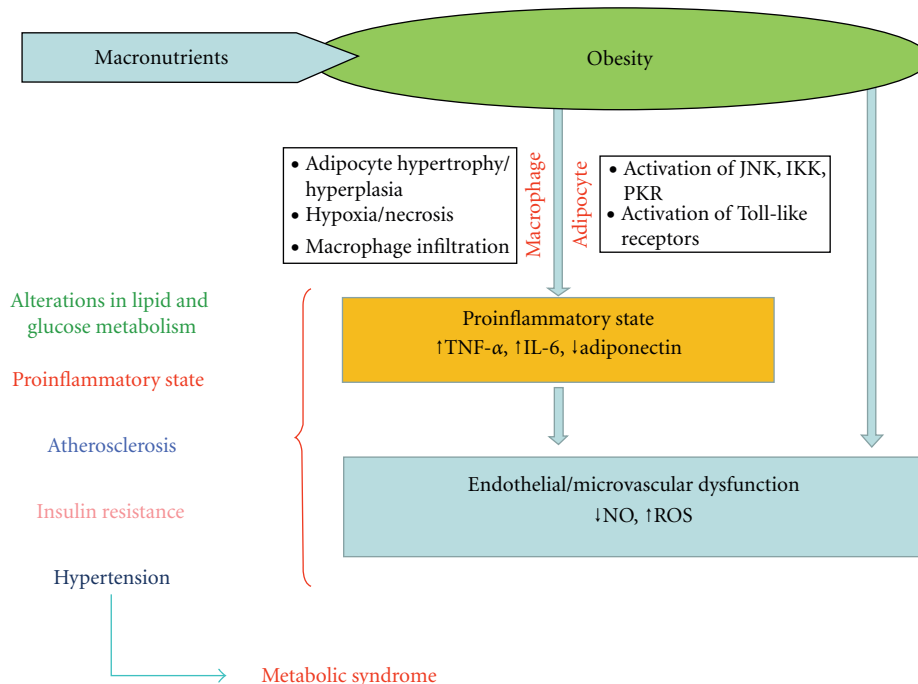 Macronutrients
Obesity
• Adipocyte hypertrophy/
hyperplasia
• Hypoxia/necrosis
• Macrophage infiltration
Macrophage
Adipocyte
• Activation of JNK, IKK,
PKR
• Activation of Toll-like
receptors
Alterations in lipid and
glucose metabolism
Proinflammatory state
Atherosclerosis
Insulin resistance
Hypertension
Proinflammatory state
↑TNF-α, ↑IL-6, ↓adiponectin
Endothelial/microvascular dysfunction
↓NO, ↑ROS
Metabolic syndrome